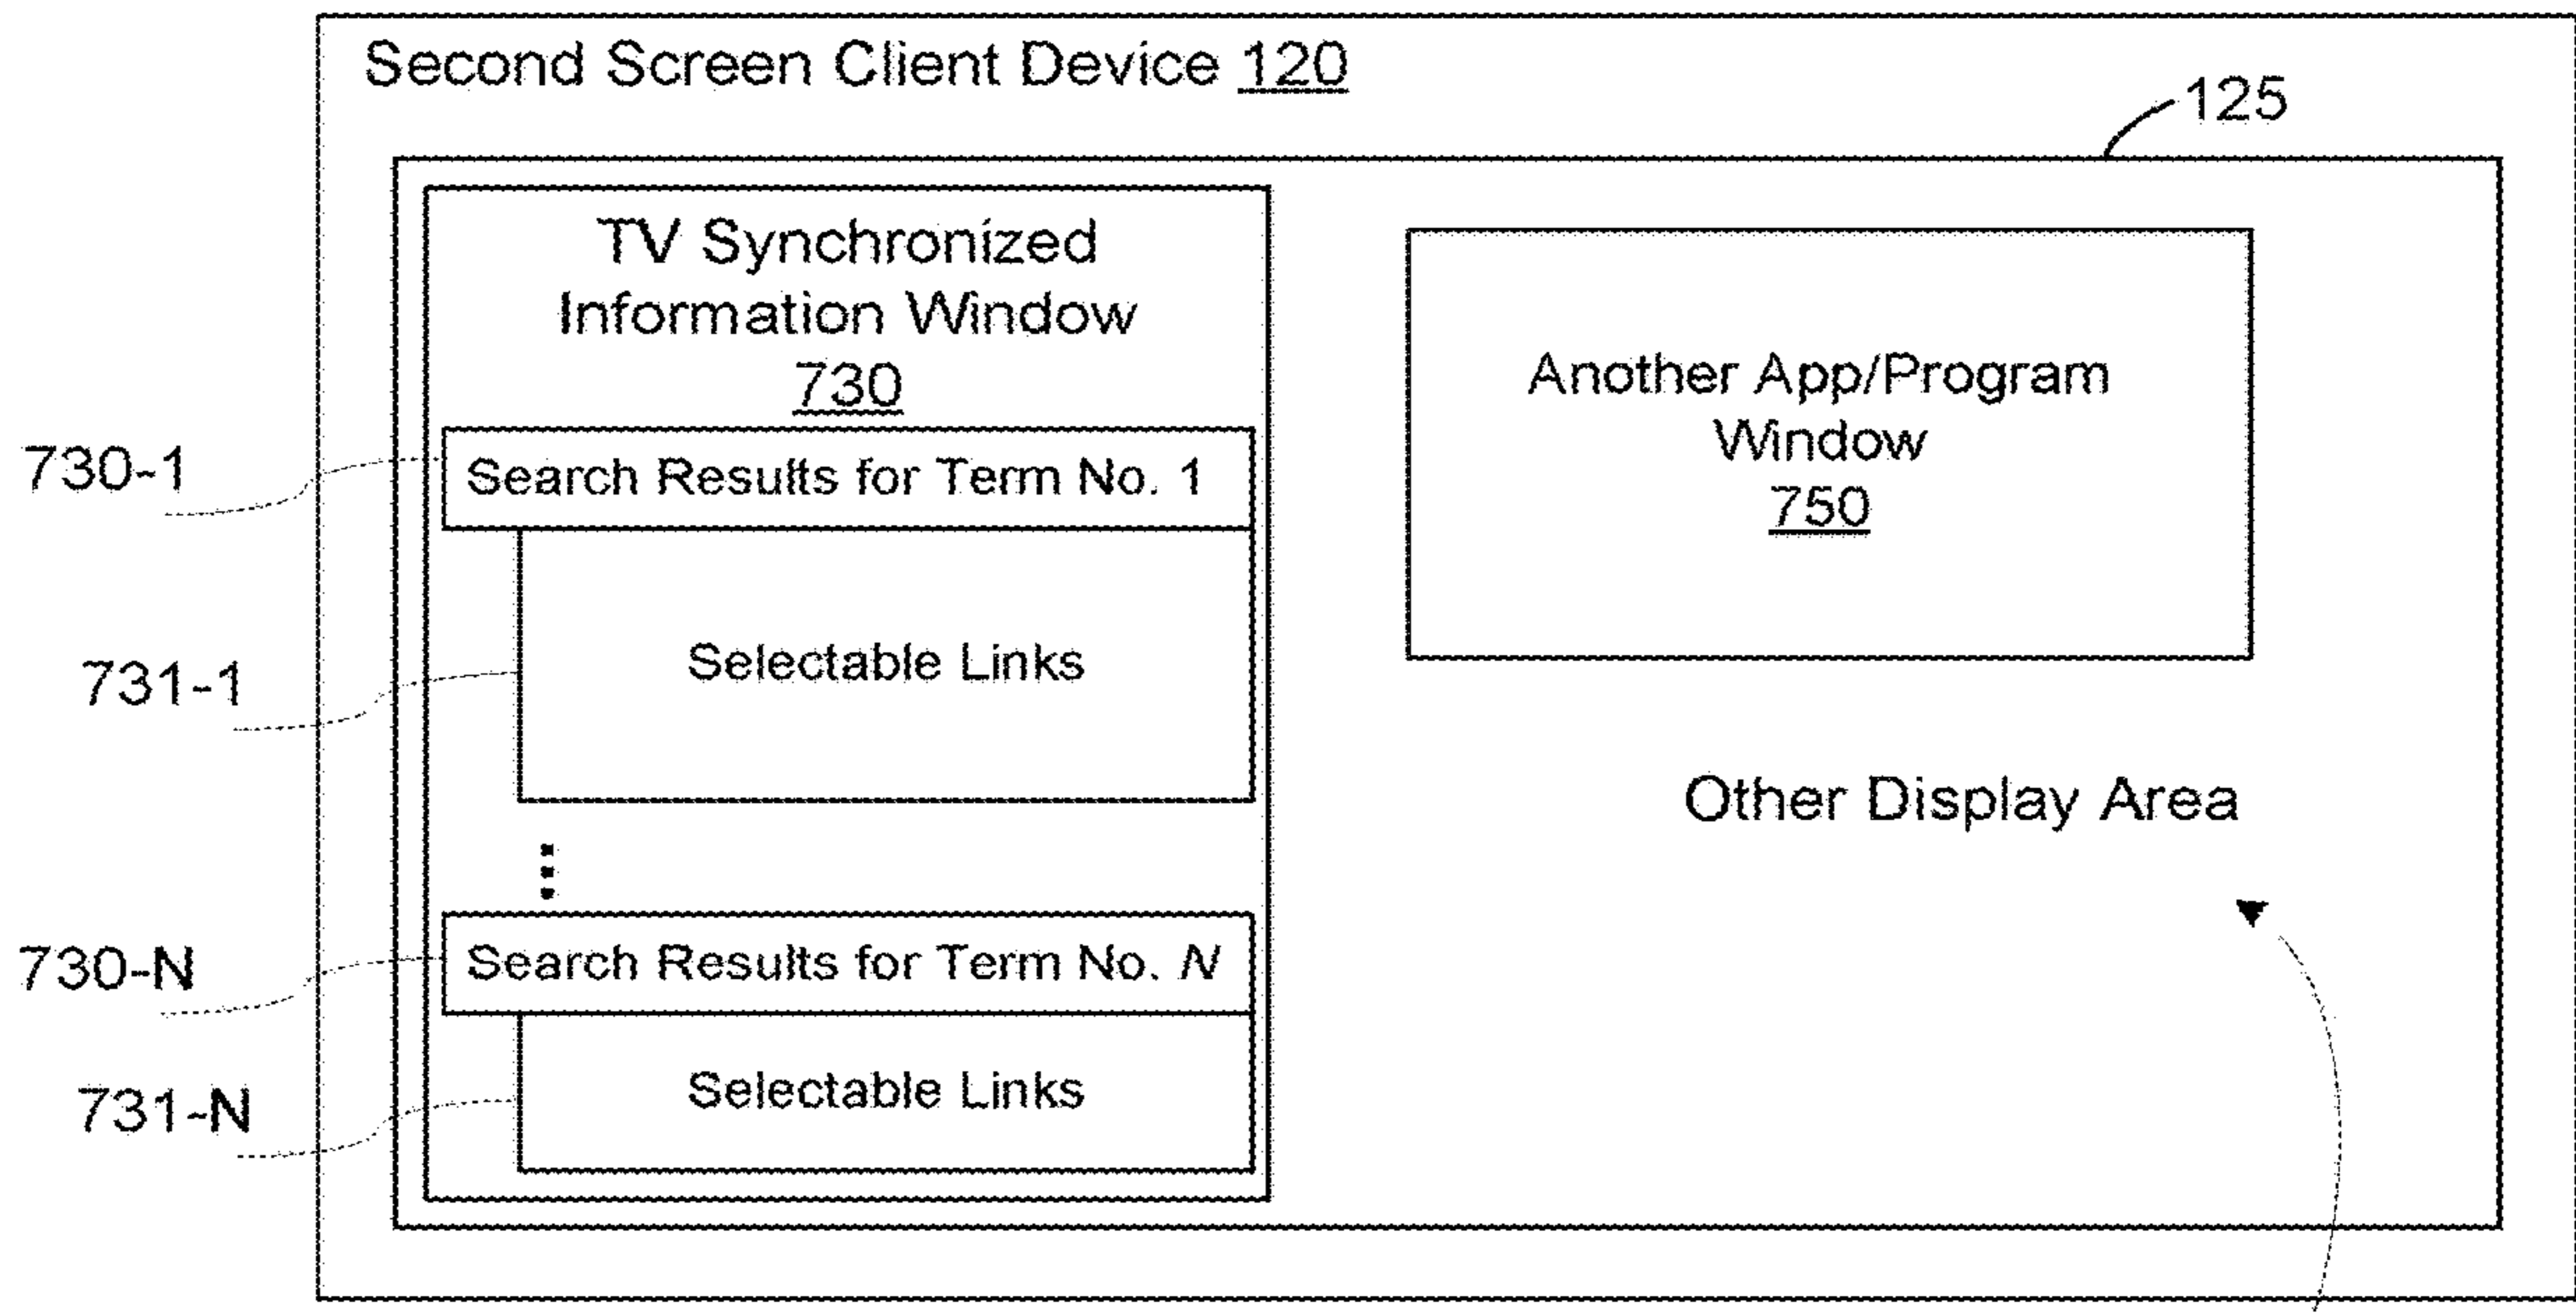 Second Screen Client Device 120
125
TV Synchronized
Information Window
730
730-1
Search Results for Term No. 1
731-1
Selectable Links
730-N
Search Results for Term No. N
731-N
Selectable Links
Another App/Program
Window
750
Other Display Area